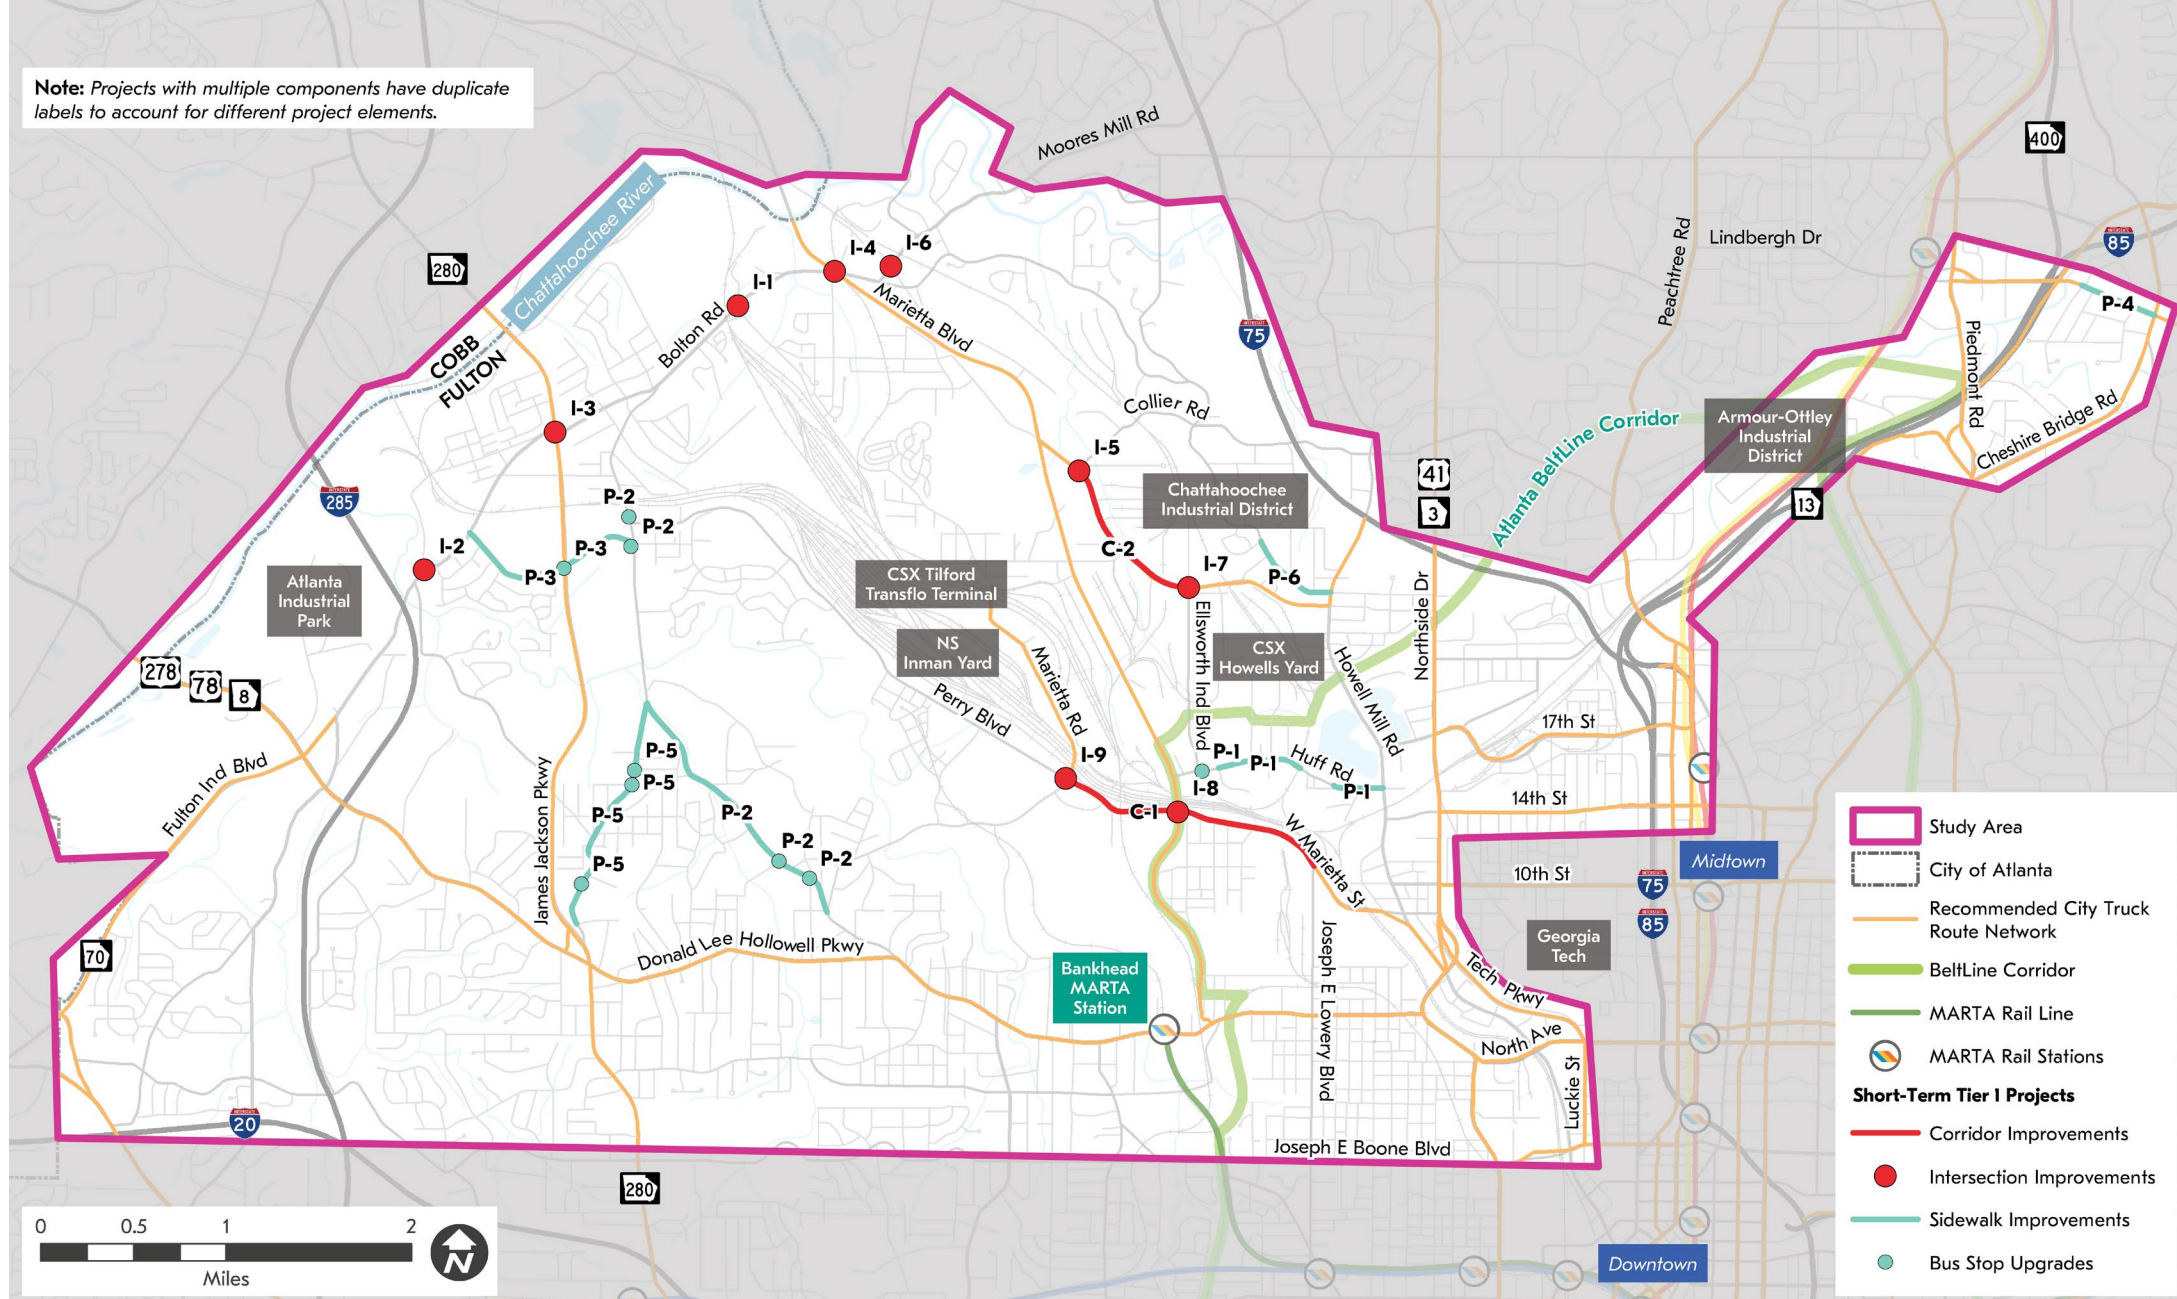 Note: Projects with multiple components have duplicate
labels to account for different project elements.
Moores Mill Rd
400
Chattahoochee River
280
COBB
FULTON
Peachtree Rd
Lindbergh Dr
85
I-4
I-6
I-1
Bolton Rd
Marietta Blvd
75
P-4
Piedmont Rd
Cheshire Bridge Rd
I-3
Collier Rd
I-5
Atlanta BeltLine Corridor
Armour-Ottley
Industrial
District
41
3
13
285
Chattahoochee
Industrial District
P-2
P-2
I-2
P-3
P-3
C-2
I-7
P-6
Atlanta
Industrial
Park
CSX Tilford
Transflo Terminal
NS
Inman Yard
CSX
Howells Yard
Ellsworth Ind Blvd
Northside Dr
Howell Mill Rd
278
78
8
Marietta Rd
Perry Blvd
17th St
Fulton Ind Blvd
James Jackson Pkwy
P-5
P-5
P-5
P-5
P-2
P-2
P-2
I-9
P-1
P-1
Huff Rd
P-1
I-8
C-1
14th St
W Marietta St
10th St
Midtown
75
85
Georgia
Tech
Tech Pkwy
70
Donald Lee Hollowell Pkwy
Bankhead
MARTA
Station
Joseph E Lowery Blvd
North Ave
Luckie St
20
Joseph E Boone Blvd
280
Downtown
0 0.5 1 2
Miles
N
Study Area
City of Atlanta
Recommended City Truck
Route Network
BeltLine Corridor
MARTA Rail Line
MARTA Rail Stations
Short-Term Tier 1 Projects
Corridor Improvements
Intersection Improvements
Sidewalk Improvements
Bus Stop Upgrades